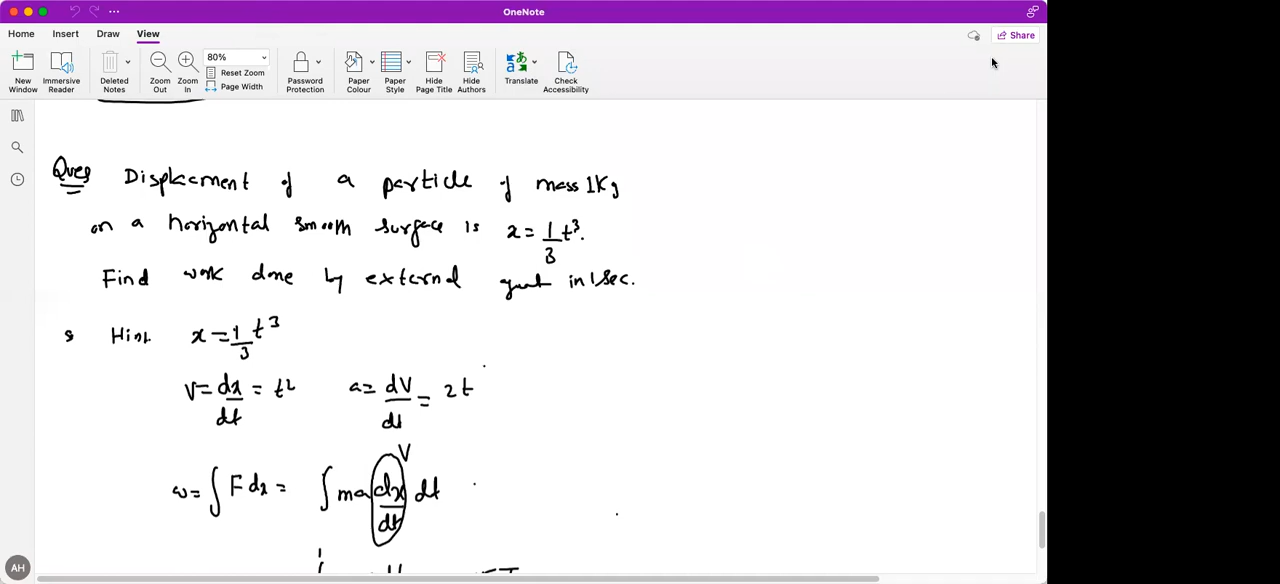 OneNote
Home Insert Draw View
Share
80%
Reset Zoom
Page Width
New Window
Immersive Reader
Deleted Notes
Zoom Out
Zoom In
Password Protection
Paper Colour
Paper Style
Hide Page Title
Hide Authors
Translate
Check Accessibility
Ques Displacement of a particle of mass 1Kg
on a horizontal smooth surface is x = 1/3 t³.
Find work done by external agent in 1sec.
s Hint. x = 1/3 t³
V = dx/dt = t² a = dV/dt = 2t
w = ∫ F dx = ∫ ma dx/dt dt V
AH